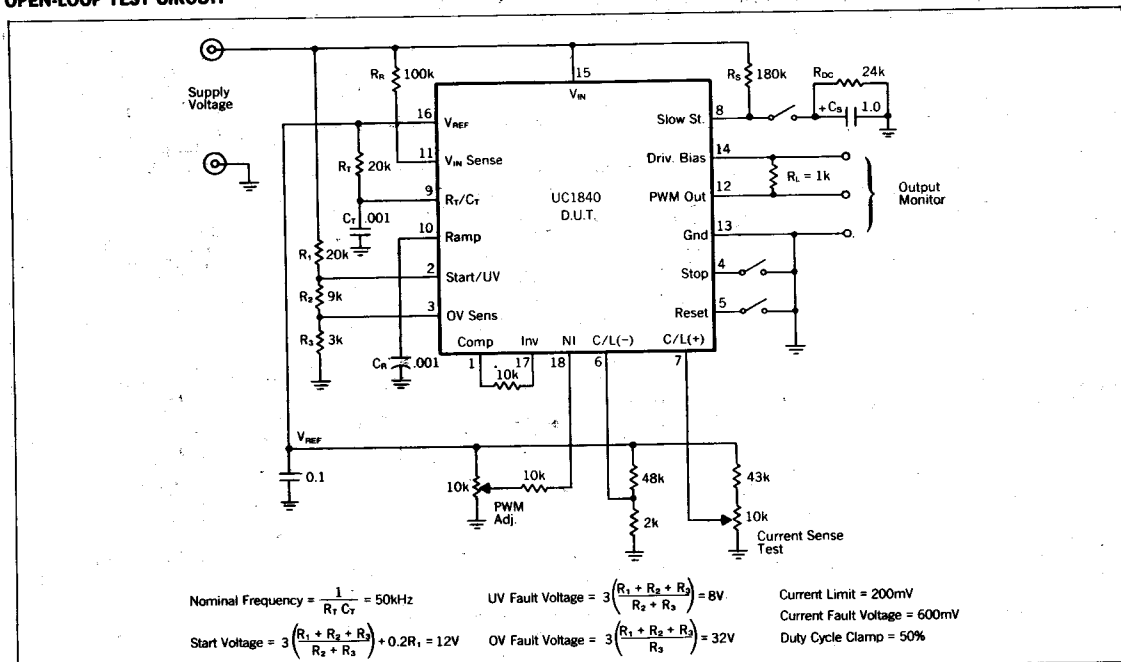 OPEN-LOOP TEST CIRCUIT
Supply Voltage
R_R 100k
15
V_IN
R_S 180k
R_DC 24k
+ C_S 1.0
16 V_REF
Slow St. 8
11 V_IN Sense
Driv. Bias 14
R_T 20k
R_L = 1k
9 R_T/C_T
UC1840
D.U.T.
PWM Out 12
Output Monitor
C_T .001
10 Ramp
Gnd 13
R_1 20k
2 Start/UV
Stop 4
R_2 9k
3 OV Sens
Reset 5
R_3 3k
Comp Inv NI C/L(-) C/L(+)
1 17 18 6 7
C_R .001
10k
V_REF
0.1
10k
10k
PWM Adj.
48k
2k
43k
10k
Current Sense Test
Nominal Frequency = 1 / (R_T C_T) = 50kHz
UV Fault Voltage = 3 ((R_1 + R_2 + R_3) / (R_2 + R_3)) = 8V
Current Limit = 200mV
Current Fault Voltage = 600mV
Start Voltage = 3 ((R_1 + R_2 + R_3) / (R_2 + R_3)) + 0.2R_1 = 12V
OV Fault Voltage = 3 ((R_1 + R_2 + R_3) / R_3) = 32V
Duty Cycle Clamp = 50%